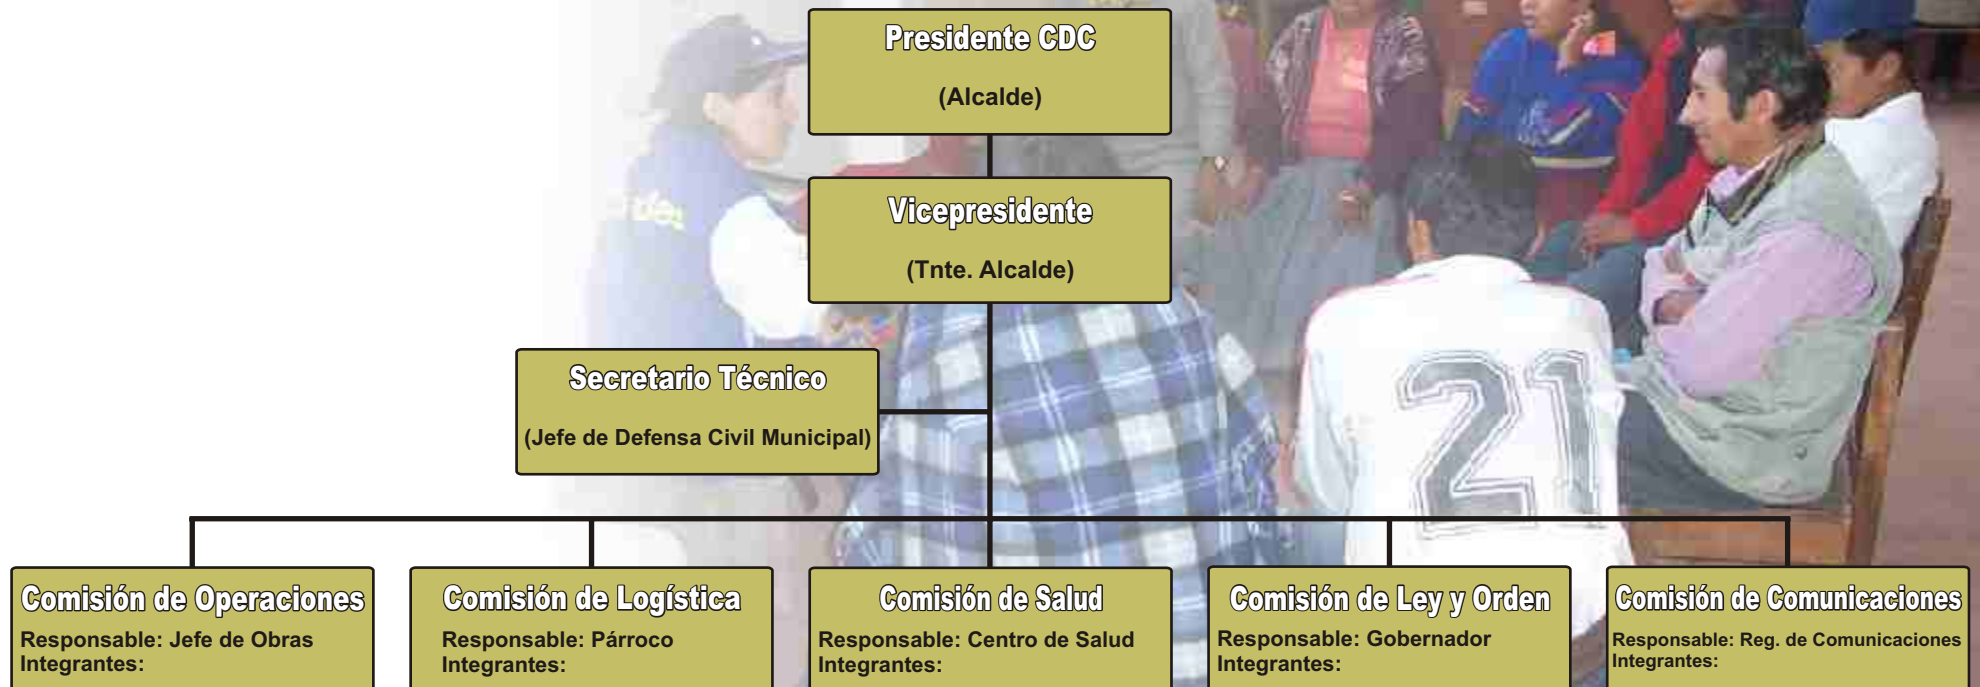 Presidente CDC
(Alcalde)
Vicepresidente
(Tnte. Alcalde)
Secretario Técnico
(Jefe de Defensa Civil Municipal)
21
Comisión de Operaciones
Responsable: Jefe de Obras
Integrantes:
Comisión de Logística
Responsable: Párroco
Integrantes:
Comisión de Salud
Responsable: Centro de Salud
Integrantes:
Comisión de Ley y Orden
Responsable: Gobernador
Integrantes:
Comisión de Comunicaciones
Responsable: Reg. de Comunicaciones
Integrantes: